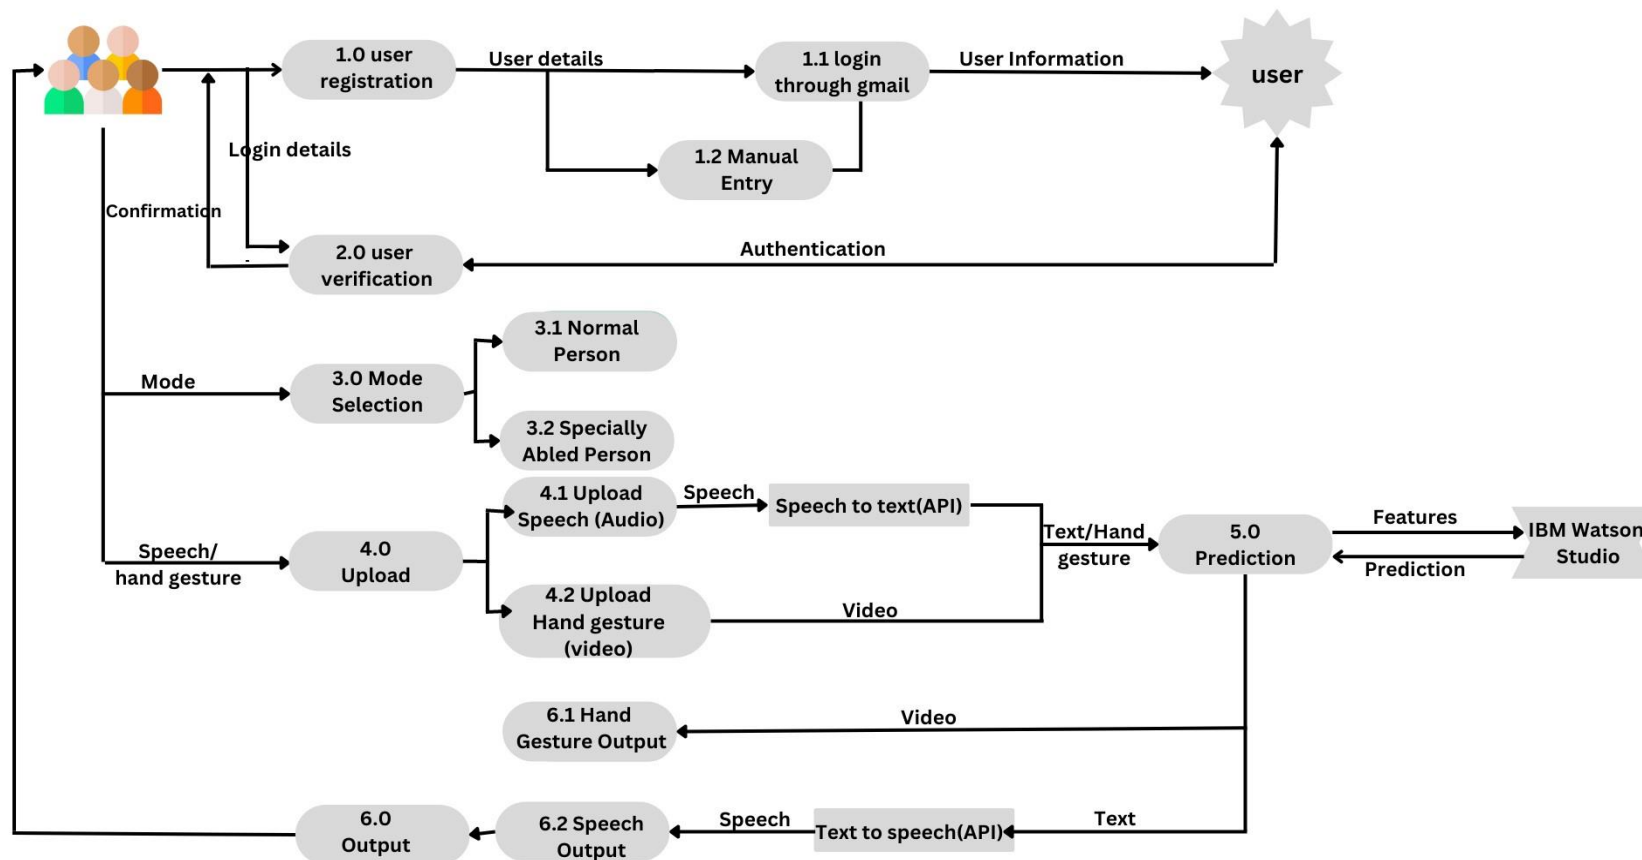 1.0 user
registration
User details
1.1 login
through gmail
User Information
user
Login details
1.2 Manual
Entry
Confirmation
2.0 user
verification
Authentication
3.1 Normal
Person
Mode
3.0 Mode
Selection
3.2 Specially
Abled Person
4.1 Upload
Speech (Audio)
Speech
Speech to text(API)
Speech/
hand gesture
4.0
Upload
Text/Hand
gesture
5.0
Prediction
Features
IBM Watson
Studio
Prediction
4.2 Upload
Hand gesture
(video)
Video
6.1 Hand
Gesture Output
Video
6.0
Output
6.2 Speech
Output
Speech
Text to speech(API)
Text